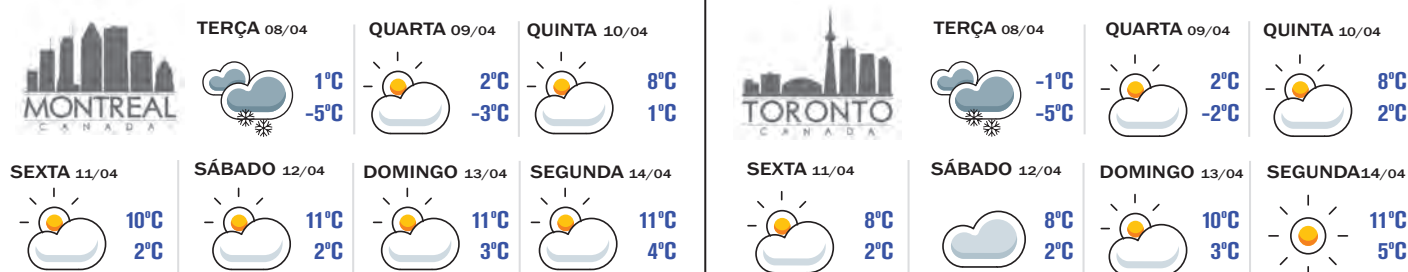 MONTREAL
CANADA
TERÇA 08/04
1ºC
-5ºC
QUARTA 09/04
2ºC
-3ºC
QUINTA 10/04
8ºC
1ºC
SEXTA 11/04
10ºC
2ºC
SÁBADO 12/04
11ºC
2ºC
DOMINGO 13/04
11ºC
3ºC
SEGUNDA 14/04
11ºC
4ºC
TORONTO
CANADA
TERÇA 08/04
-1ºC
-5ºC
QUARTA 09/04
2ºC
-2ºC
QUINTA 10/04
8ºC
2ºC
SEXTA 11/04
8ºC
2ºC
SÁBADO 12/04
8ºC
2ºC
DOMINGO 13/04
10ºC
3ºC
SEGUNDA14/04
11ºC
5ºC